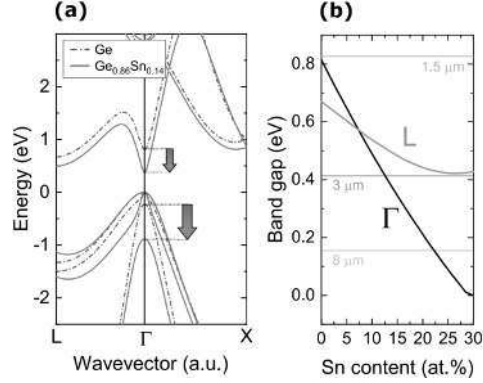 (a)
Ge
Ge0.86Sn0.14
Energy (eV)
2
1
0
-1
-2
L
Γ
X
Wavevector (a.u.)
(b)
Band gap (eV)
0.8
0.6
0.4
0.2
0.0
1.5 μm
L
3 μm
Γ
8 μm
0 5 10 15 20 25 30
Sn content (at.%)